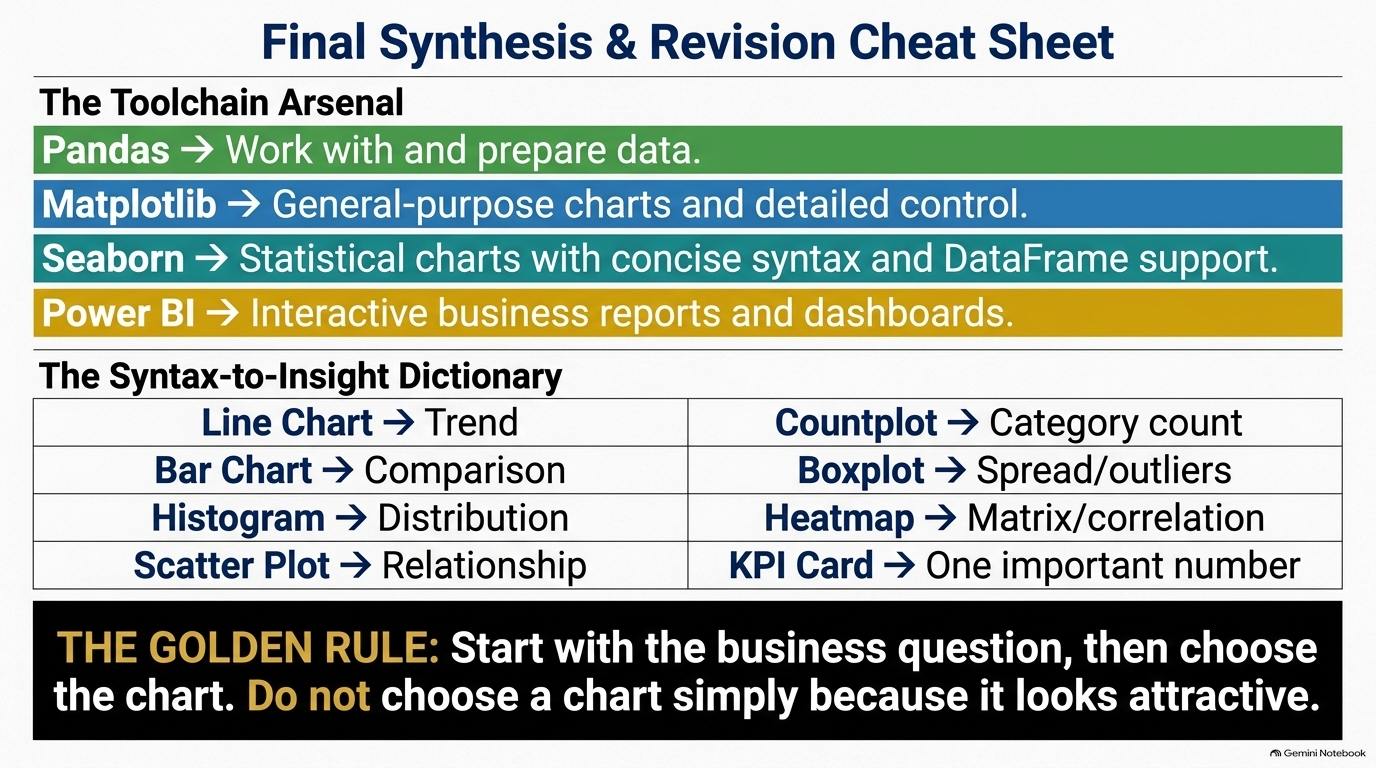 Final Synthesis & Revision Cheat Sheet
The Toolchain Arsenal
Pandas → Work with and prepare data.
Matplotlib → General-purpose charts and detailed control.
Seaborn → Statistical charts with concise syntax and DataFrame support.
Power BI → Interactive business reports and dashboards.
The Syntax-to-Insight Dictionary
Line Chart → Trend
Countplot → Category count
Bar Chart → Comparison
Boxplot → Spread/outliers
Histogram → Distribution
Heatmap → Matrix/correlation
Scatter Plot → Relationship
KPI Card → One important number
THE GOLDEN RULE: Start with the business question, then choose
the chart. Do not choose a chart simply because it looks attractive.
Gemini Notebook